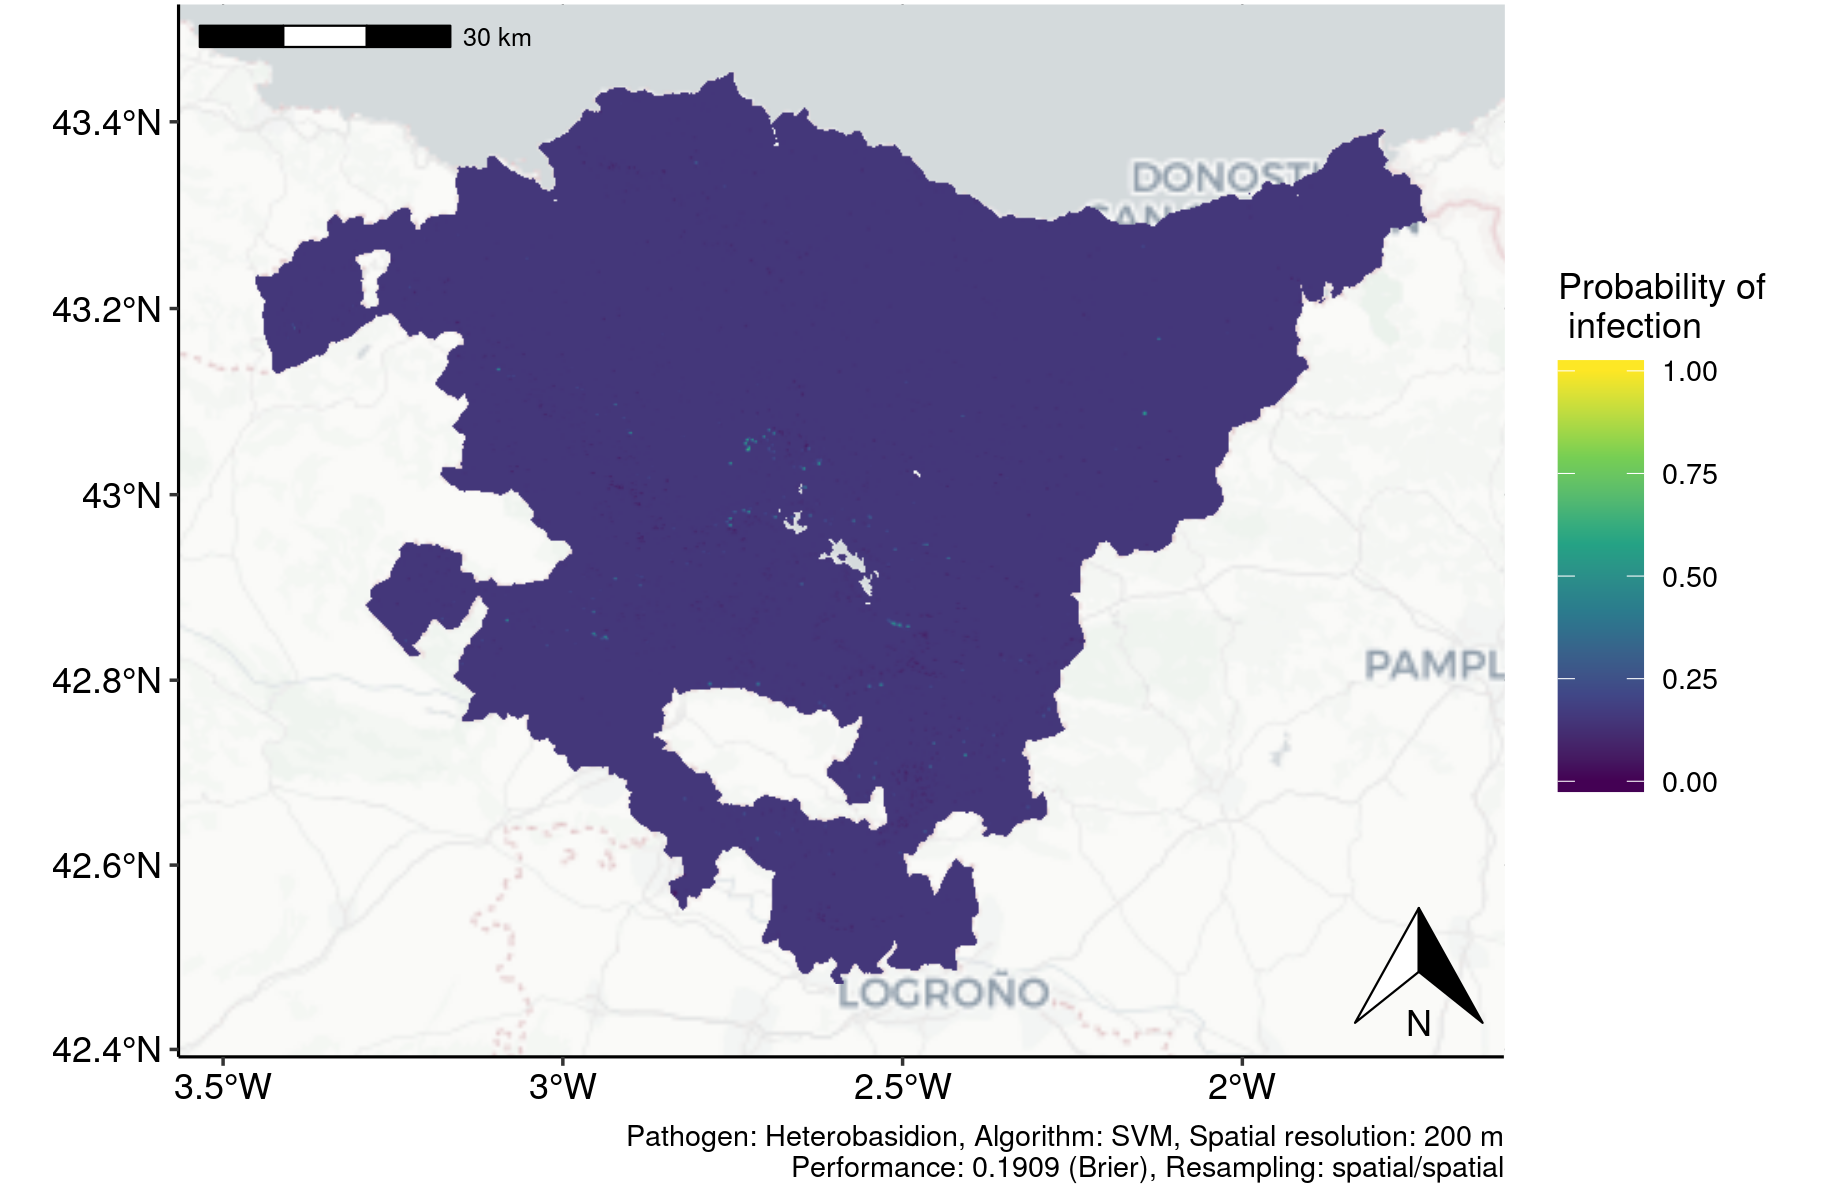 30 km
43.4°N
43.2°N
43°N
42.8°N
42.6°N
42.4°N
3.5°W
3°W
2.5°W
2°W
DONOSTI
PAMPL
LOGROÑO
N
Probability of
infection
1.00
0.75
0.50
0.25
0.00
Pathogen: Heterobasidion, Algorithm: SVM, Spatial resolution: 200 m
Performance: 0.1909 (Brier), Resampling: spatial/spatial